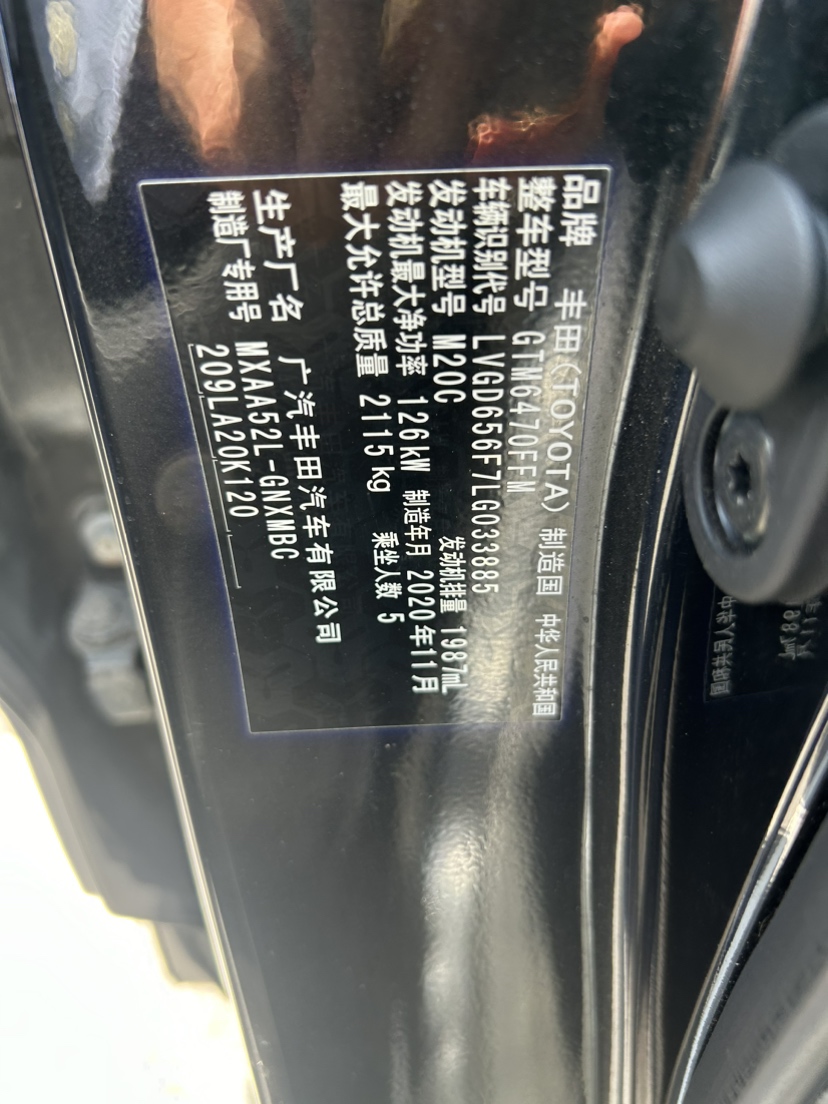 品牌 丰田(TOYOTA) 制造国 中华人民共和国
整车型号 GTM6470FFM
车辆识别代号 LVGD656F7LG033885
发动机型号 M20C 发动机排量 1987mL
发动机最大净功率 126kW 制造年月 2020年11月
最大允许总质量 2115kg 乘坐人数 5
生产厂名 广汽丰田汽车有限公司
制造厂专用号 MXAA52L-GNXMBC
209LA20K120